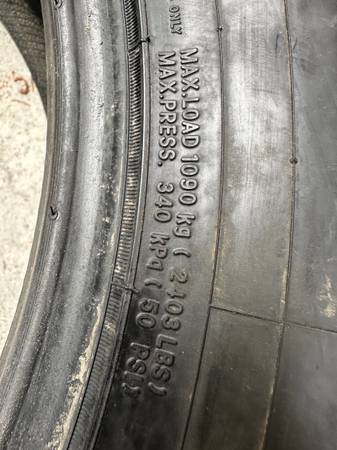 ONLY
MAX.LOAD 1090 kg ( 2403 LBS)
MAX.PRESS. 340 kPa ( 50 PSI)